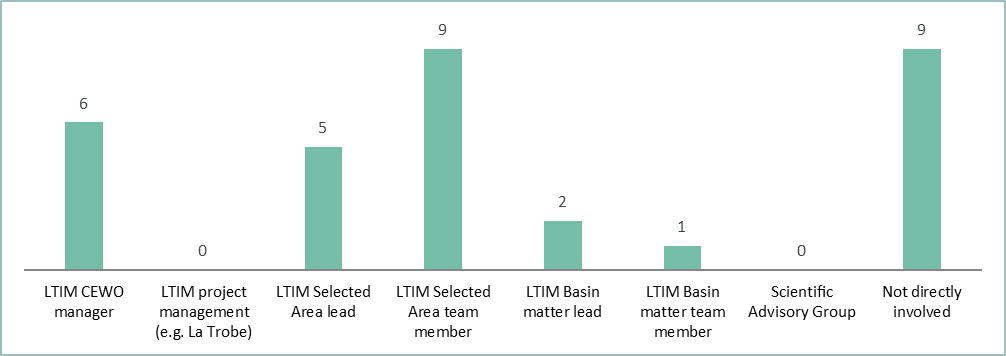 6
0
5
9
2
1
0
9
LTIM CEWO
manager
LTIM project
management
(e.g. La Trobe)
LTIM Selected
Area lead
LTIM Selected
Area team
member
LTIM Basin
matter lead
LTIM Basin
matter team
member
Scientific
Advisory Group
Not directly
involved